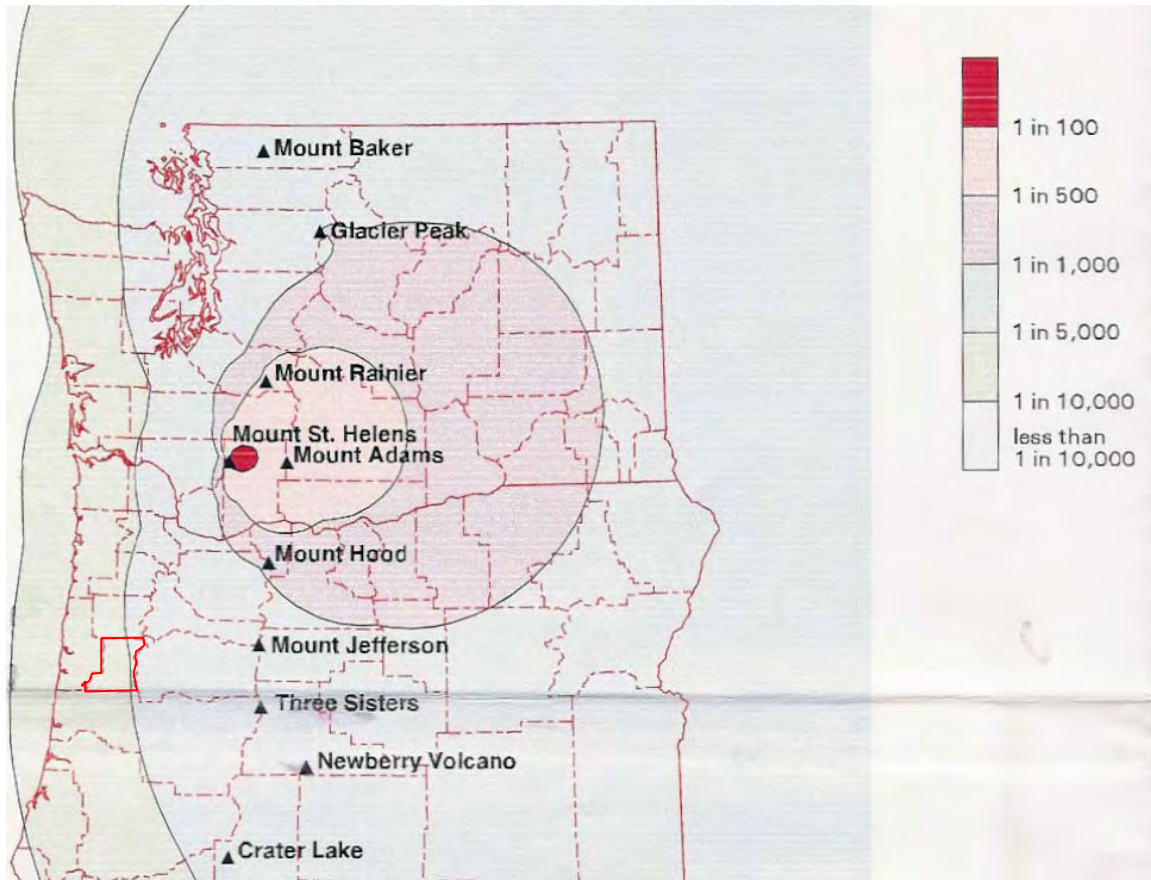 Mount Baker
Glacier Peak
Mount Rainier
Mount St. Helens
Mount Adams
Mount Hood
Mount Jefferson
Three Sisters
Newberry Volcano
Crater Lake
1 in 100
1 in 500
1 in 1,000
1 in 5,000
1 in 10,000
less than
1 in 10,000